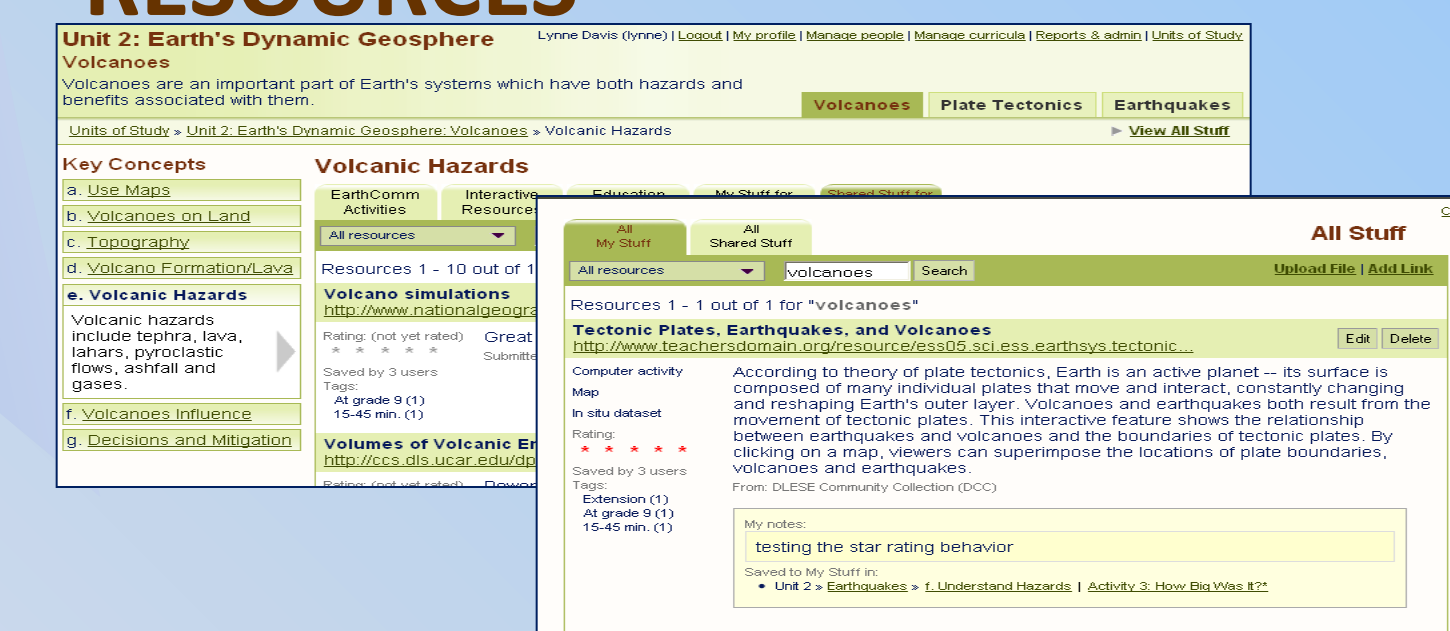 RESOURCES
Unit 2: Earth's Dynamic Geosphere
Lynne Davis (lynne) | Logout | My profile | Manage people | Manage curricula | Reports & admin | Units of Study
Volcanoes
Volcanoes are an important part of Earth's systems which have both hazards and
benefits associated with them.
Volcanoes Plate Tectonics Earthquakes
Units of Study » Unit 2: Earth's Dynamic Geosphere: Volcanoes » Volcanic Hazards
► View All Stuff
Key Concepts
a. Use Maps
b. Volcanoes on Land
c. Topography
d. Volcano Formation/Lava
e. Volcanic Hazards
Volcanic hazards
include tephra, lava,
lahars, pyroclastic
flows, ashfall and
gases.
f. Volcanoes Influence
g. Decisions and Mitigation
Volcanic Hazards
EarthComm
Activities
Interactive
Resources
Education
My Stuff for
Shared Stuff for
All resources
Resources 1 - 10 out of 1
Volcano simulations
http://www.nationalgeogra
Rating: (not yet rated) Great
* * * * * Submitte
Saved by 3 users
Tags:
At grade 9 (1)
15-45 min. (1)
Volumes of Volcanic Er
http://ccs.dls.ucar.edu/dp
Rating: (not yet rated)
All
My Stuff
All
Shared Stuff
All Stuff
All resources volcanoes Search
Upload File | Add Link
Resources 1 - 1 out of 1 for "volcanoes"
Tectonic Plates, Earthquakes, and Volcanoes
http://www.teachersdomain.org/resource/ess05.sci.ess.earthsys.tectonic...
Edit Delete
Computer activity
Map
In situ dataset
Rating:
* * * * *
Saved by 3 users
Tags:
Extension (1)
At grade 9 (1)
15-45 min. (1)
According to theory of plate tectonics, Earth is an active planet -- its surface is
composed of many individual plates that move and interact, constantly changing
and reshaping Earth's outer layer. Volcanoes and earthquakes both result from the
movement of tectonic plates. This interactive feature shows the relationship
between earthquakes and volcanoes and the boundaries of tectonic plates. By
clicking on a map, viewers can superimpose the locations of plate boundaries,
volcanoes and earthquakes.
From: DLESE Community Collection (DCC)
My notes:
testing the star rating behavior
Saved to My Stuff in:
• Unit 2 » Earthquakes » f. Understand Hazards | Activity 3: How Big Was It?*